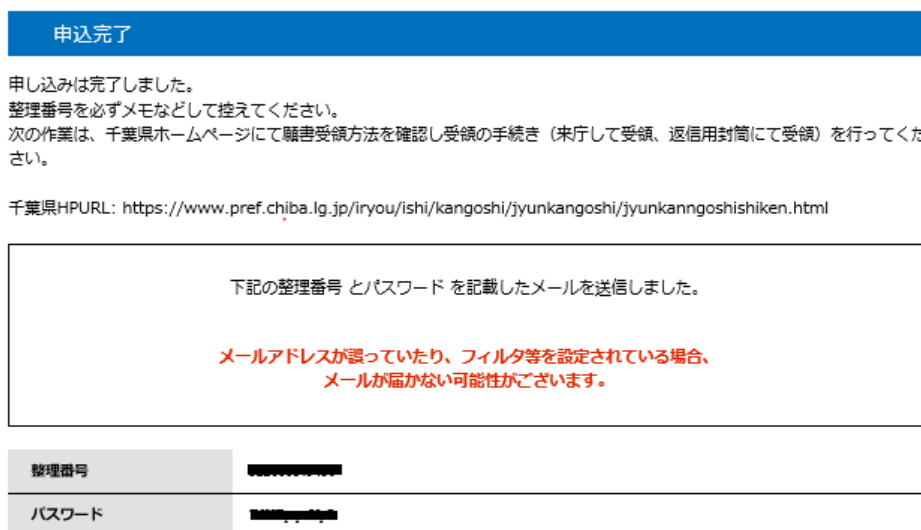 申込完了
申し込みは完了しました。
整理番号を必ずメモなどして控えてください。
次の作業は、千葉県ホームページにて願書受領方法を確認し受領の手続き（来庁して受領、返信用封筒にて受領）を行ってくだ
さい。
千葉県HPURL: https://www.pref.chiba.lg.jp/iryou/ishi/kangoshi/jyunkangoshi/jyunkanngoshishiken.html
下記の整理番号 とパスワード を記載したメールを送信しました。
メールアドレスが誤っていたり、フィルタ等を設定されている場合、
メールが届かない可能性がございます。
整理番号
パスワード